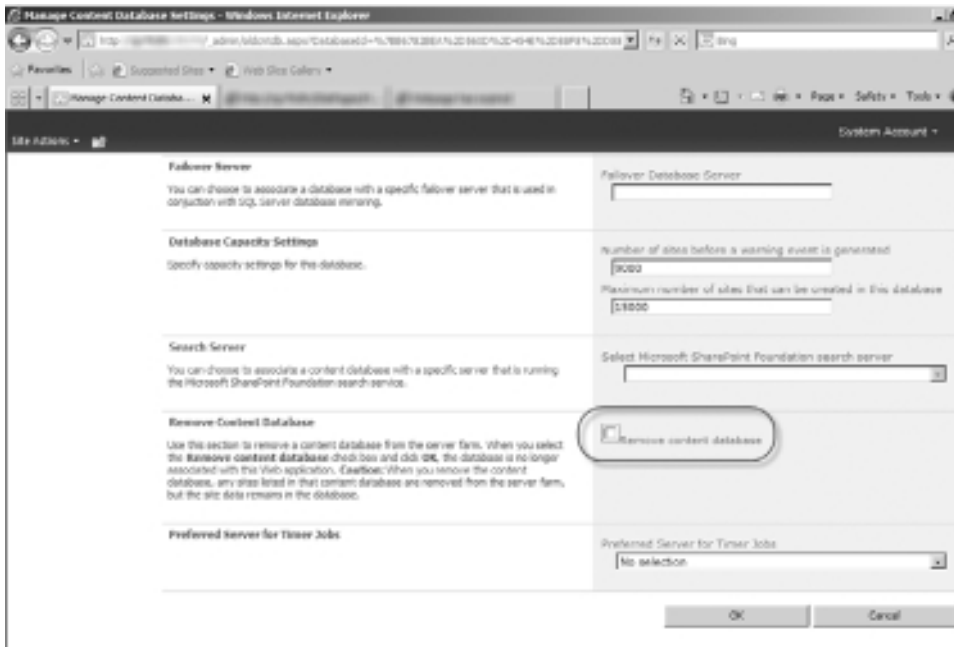 Manage Content Database Settings - Windows Internet Explorer
Bing
Favorites Suggested Sites Web Slice Gallery
Manage Content Databa...
Page Safety Tools
Site Actions
System Account
Failover Server
You can choose to associate a database with a specific failover server that is used in
conjuction with SQL Server database mirroring.
Failover Database Server
Database Capacity Settings
Specify capacity settings for this database.
Number of sites before a warning event is generated
9000
Maximum number of sites that can be created in this database
15000
Search Server
You can choose to associate a content database with a specific server that is running
the Microsoft SharePoint Foundation search service.
Select Microsoft SharePoint Foundation search server
Remove Content Database
Use this section to remove a content database from the server farm. When you select
the Remove content database check box and click OK, the database is no longer
associated with this Web application. Caution: When you remove the content
database, any sites listed in that content database are removed from the server farm,
but the site data remains in the database.
Remove content database
Preferred Server for Timer Jobs
Preferred Server for Timer Jobs
No selection
OK
Cancel